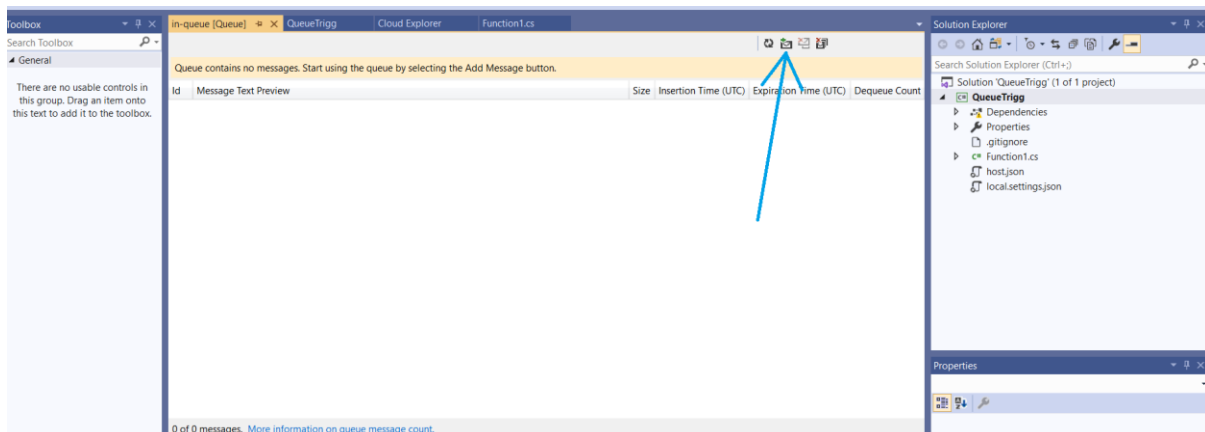 Toolbox
Search Toolbox
General
There are no usable controls in
this group. Drag an item onto
this text to add it to the toolbox.
in-queue [Queue]
QueueTrigg
Cloud Explorer
Function1.cs
Queue contains no messages. Start using the queue by selecting the Add Message button.
Id
Message Text Preview
Size
Insertion Time (UTC)
Expiration Time (UTC)
Dequeue Count
0 of 0 messages. More information on queue message count.
Solution Explorer
Search Solution Explorer (Ctrl+;)
Solution 'QueueTrigg' (1 of 1 project)
C# QueueTrigg
Dependencies
Properties
.gitignore
C# Function1.cs
host.json
local.settings.json
Properties